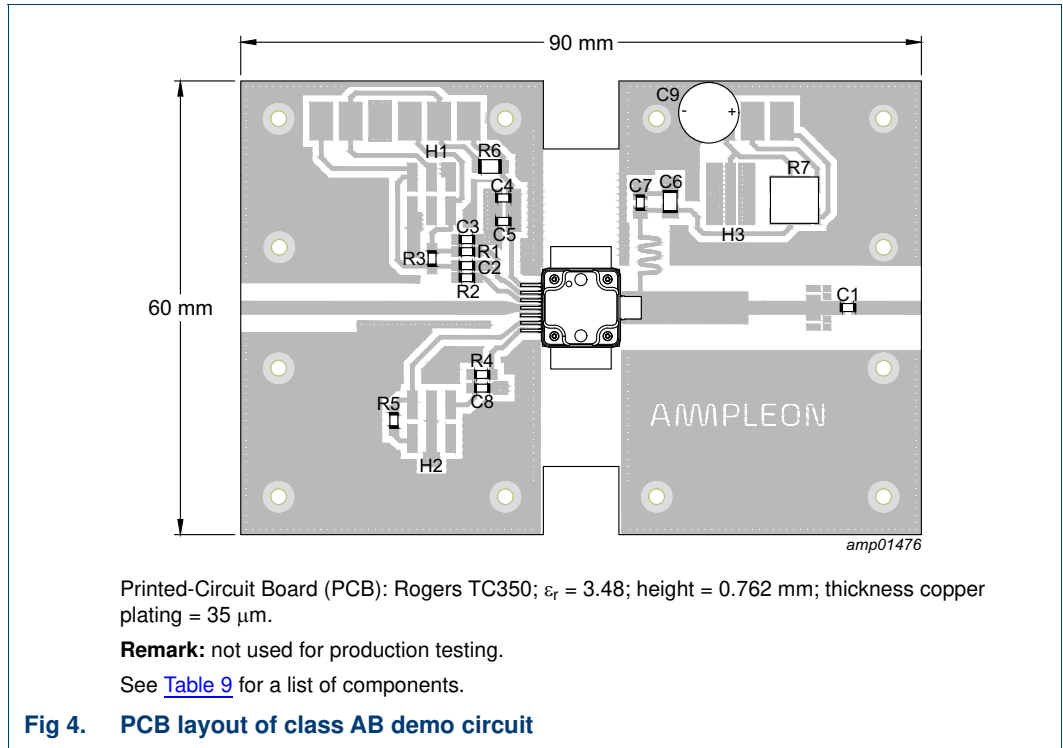 90 mm
60 mm
C9
- +
H1
R6
C4
C5
C7 C6
R7
H3
C3
R1
C2
R2
R3
C1
R4
C8
R5
H2
AMPLEON
amp01476
Printed-Circuit Board (PCB): Rogers TC350; εr = 3.48; height = 0.762 mm; thickness copper
plating = 35 μm.
Remark: not used for production testing.
See Table 9 for a list of components.
Fig 4. PCB layout of class AB demo circuit